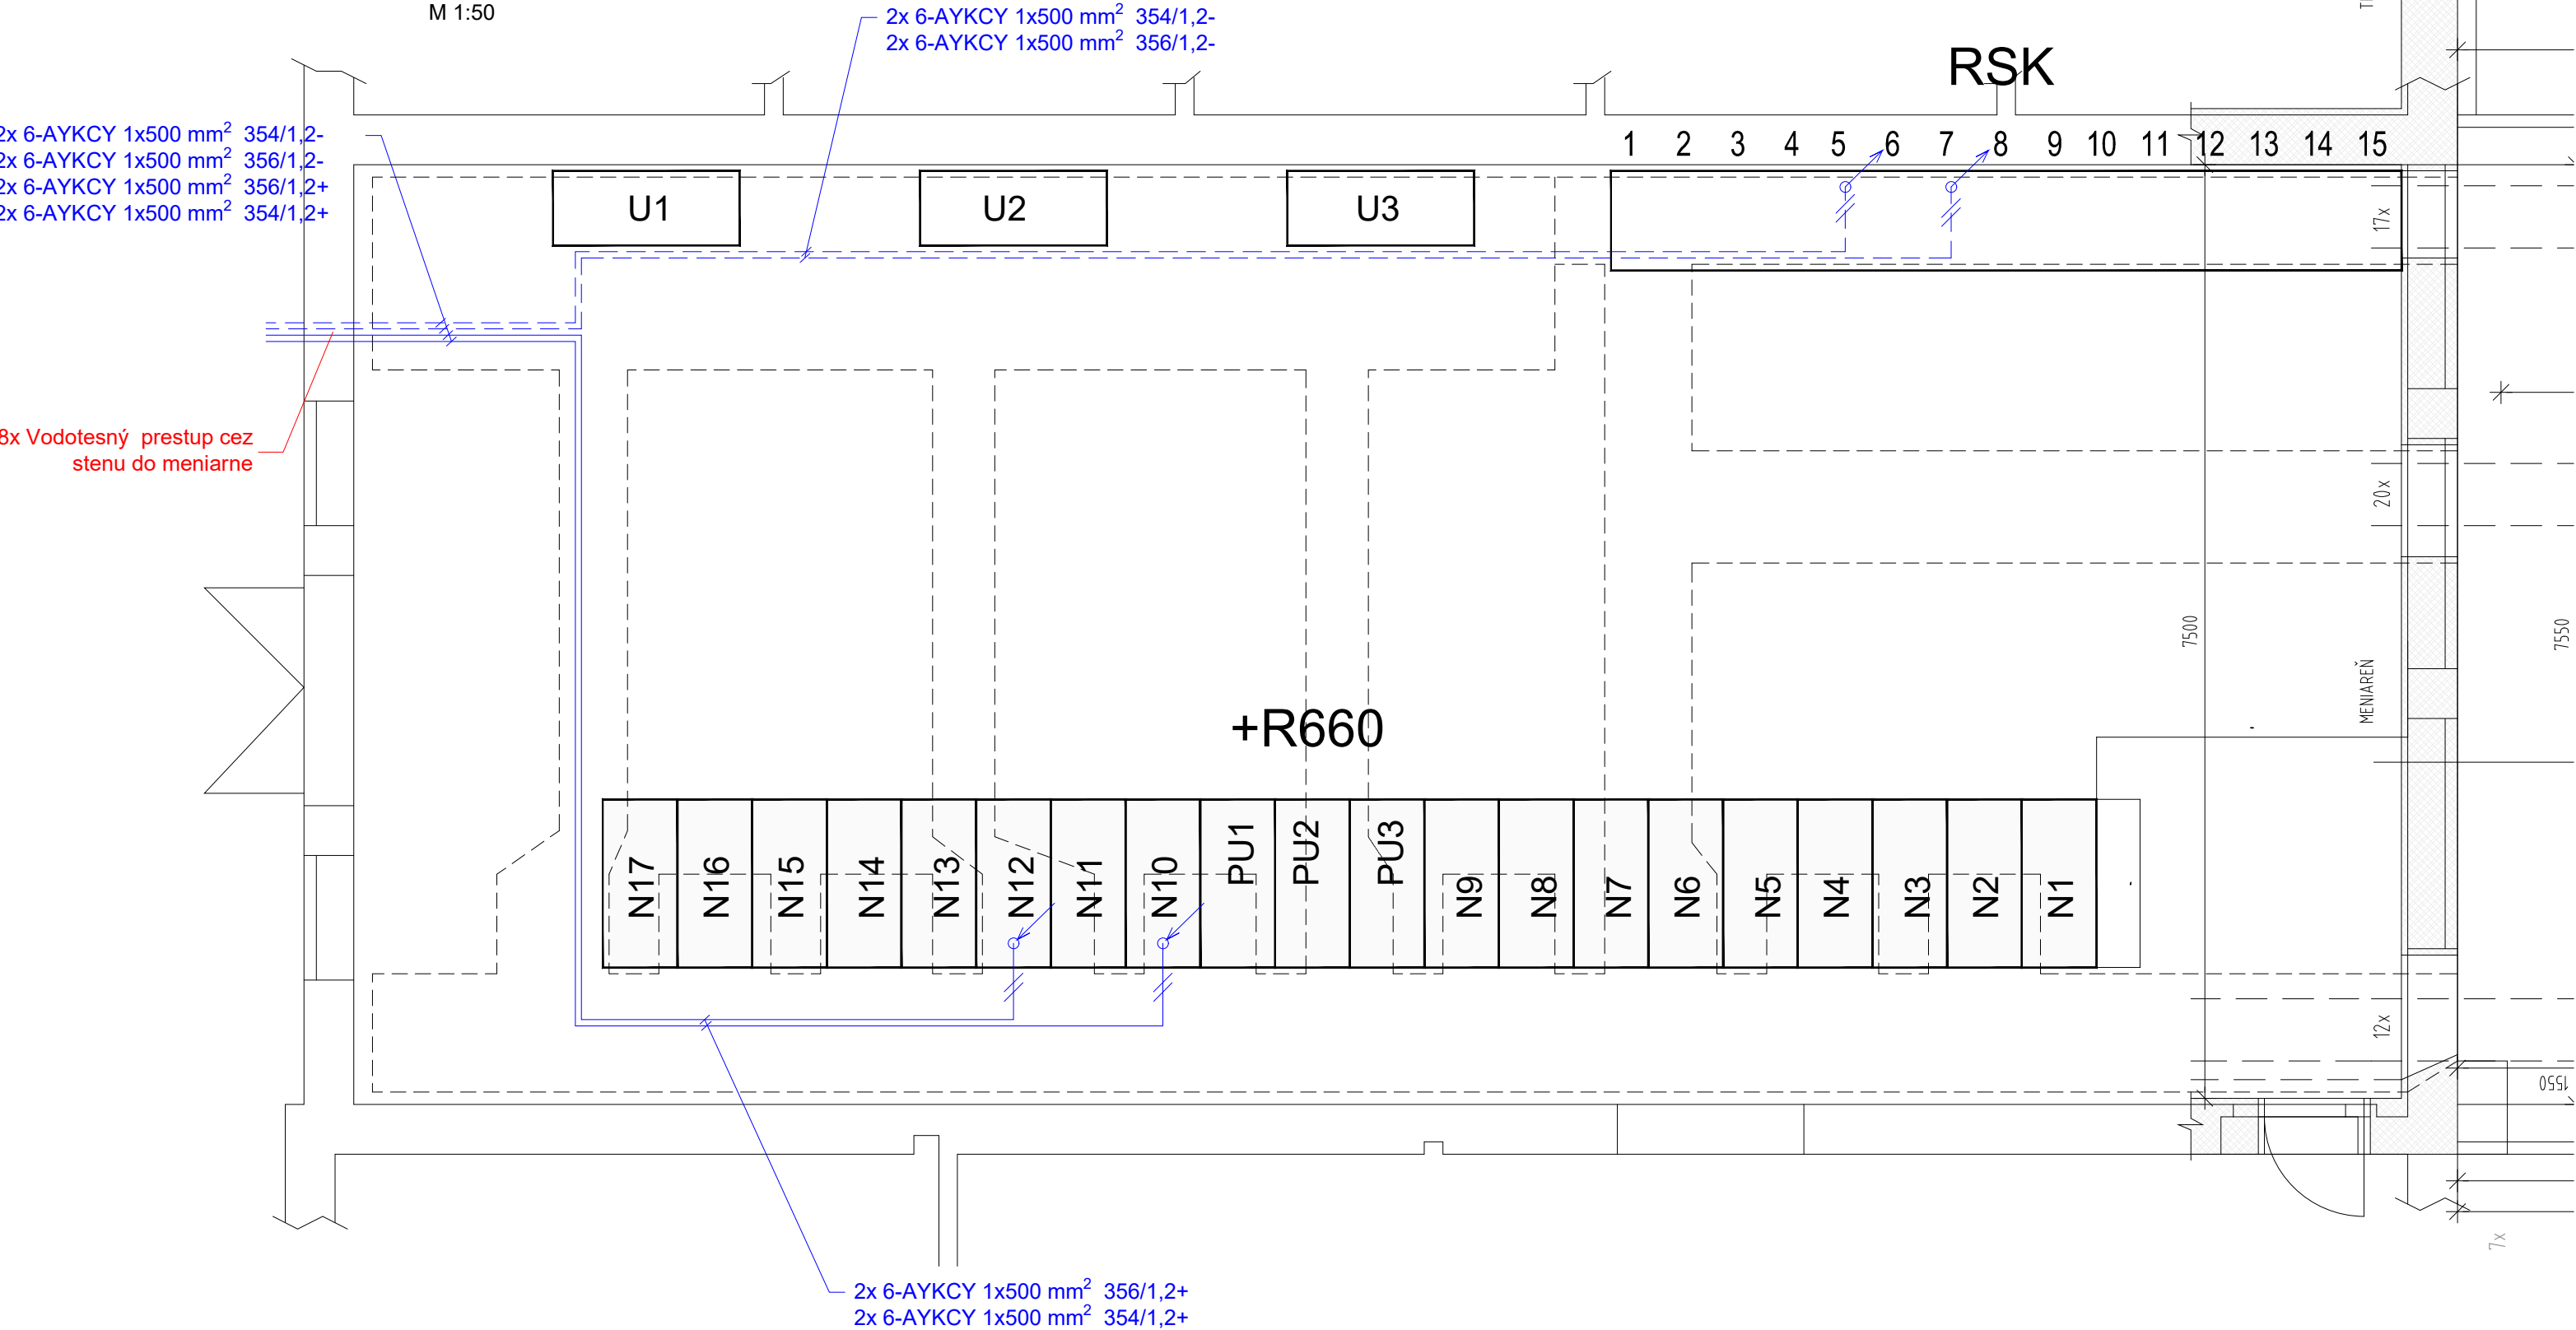 M 1:50
2x 6-AYKCY 1x500 mm² 354/1,2-
2x 6-AYKCY 1x500 mm² 356/1,2-
RSK
2x 6-AYKCY 1x500 mm² 354/1,2-
2x 6-AYKCY 1x500 mm² 356/1,2-
2x 6-AYKCY 1x500 mm² 356/1,2+
2x 6-AYKCY 1x500 mm² 354/1,2+
1 2 3 4 5 6 7 8 9 10 11 12 13 14 15
U1 U2 U3
17x
8x Vodotesný prestup cez
stenu do meniarne
20x
7500
7550
MENIAREŇ
+R660
N17 N16 N15 N14 N13 N12 N11 N10 PU1 PU2 PU3 N9 N8 N7 N6 N5 N4 N3 N2 N1
12x
1550
7x
2x 6-AYKCY 1x500 mm² 356/1,2+
2x 6-AYKCY 1x500 mm² 354/1,2+